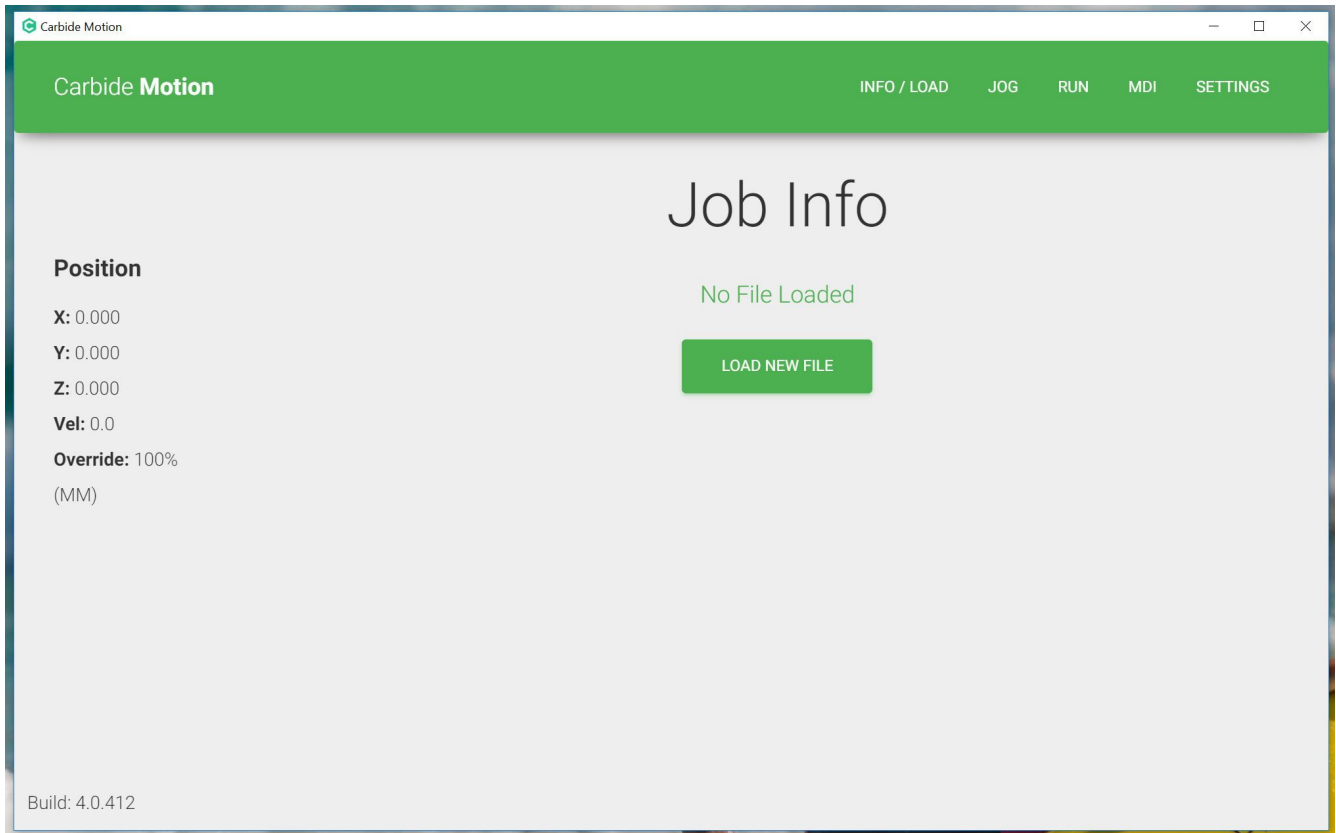 Carbide Motion
Carbide Motion
INFO / LOAD JOG RUN MDI SETTINGS
Job Info
Position
No File Loaded
X: 0.000
Y: 0.000
LOAD NEW FILE
Z: 0.000
Vel: 0.0
Override: 100%
(MM)
Build: 4.0.412